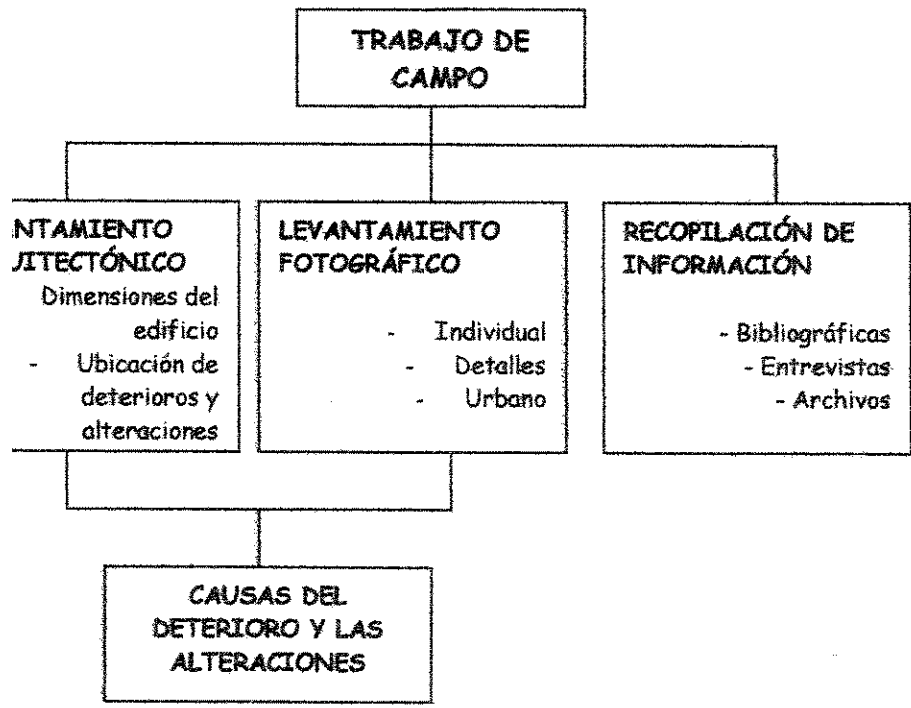 TRABAJO DE
CAMPO
NTAMIENTO
ITECTÓNICO
Dimensiones del
edificio
- Ubicación de
deterioros y
alteraciones
LEVANTAMIENTO
FOTOGRÁFICO
- Individual
- Detalles
- Urbano
RECOPILACIÓN DE
INFORMACIÓN
- Bibliográficas
- Entrevistas
- Archivos
CAUSAS DEL
DETERIORO Y LAS
ALTERACIONES